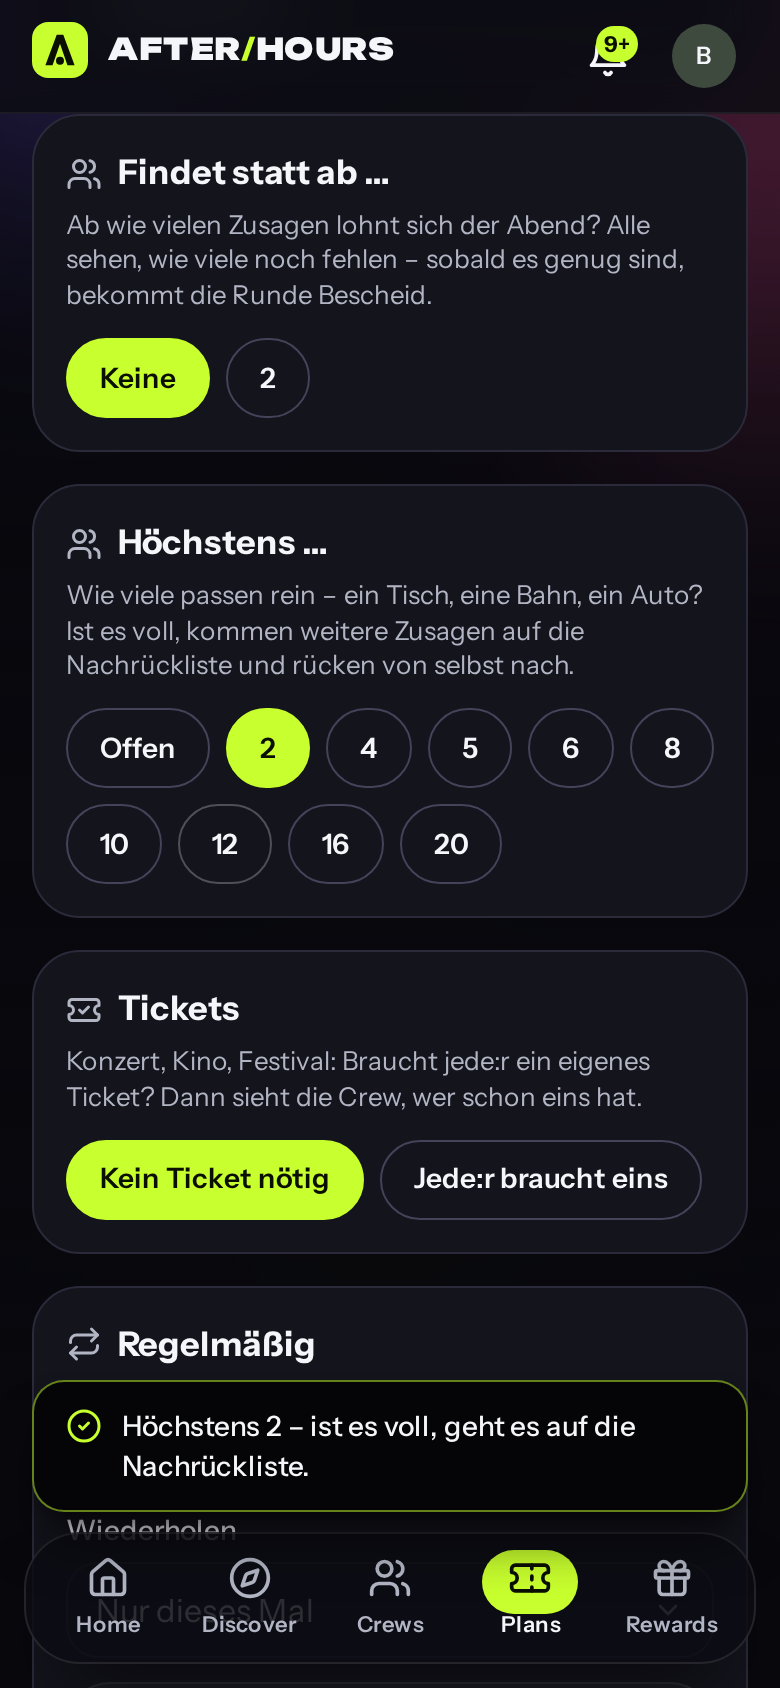 AFTER/HOURS
9+
B
Findet statt ab ...
Ab wie vielen Zusagen lohnt sich der Abend? Alle
sehen, wie viele noch fehlen – sobald es genug sind,
bekommt die Runde Bescheid.
Keine 2
Höchstens ...
Wie viele passen rein – ein Tisch, eine Bahn, ein Auto?
Ist es voll, kommen weitere Zusagen auf die
Nachrückliste und rücken von selbst nach.
Offen 2 4 5 6 8
10 12 16 20
Tickets
Konzert, Kino, Festival: Braucht jede:r ein eigenes
Ticket? Dann sieht die Crew, wer schon eins hat.
Kein Ticket nötig Jede:r braucht eins
Regelmäßig
Höchstens 2 – ist es voll, geht es auf die
Nachrückliste.
Wiederholen
Nur dieses Mal
Home Discover Crews Plans Rewards